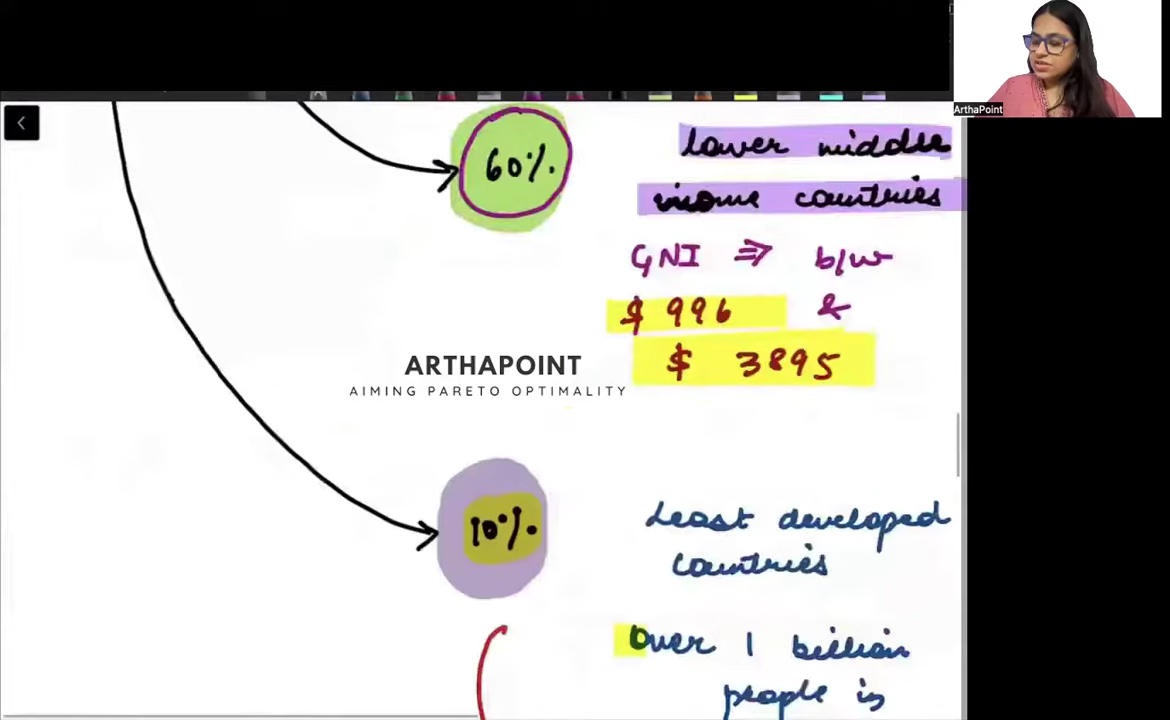 ArthaPoint
60%.
lower middle
income countries
GNI ⇒ b/w
$ 996 &
$ 3895
ARTHAPOINT
AIMING PARETO OPTIMALITY
10%.
Least developed
countries
Over 1 billion
people in